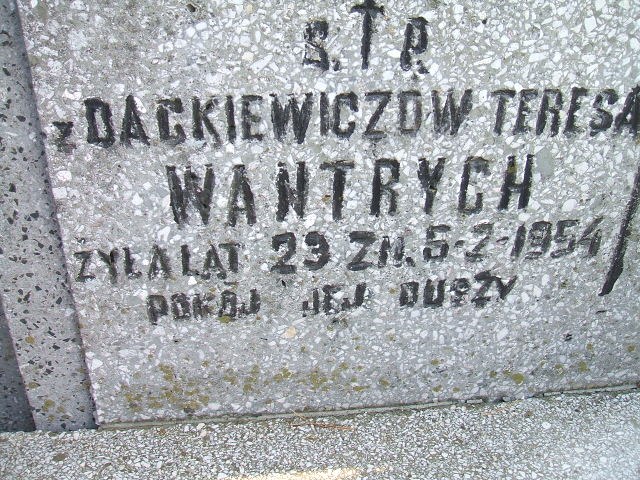 Ś.†P.
z DACKIEWICZÓW TERESA
WANTRYCH
ŻYŁA LAT 29 ZM. 5-2-1954
POKÓJ JEJ DUSZY